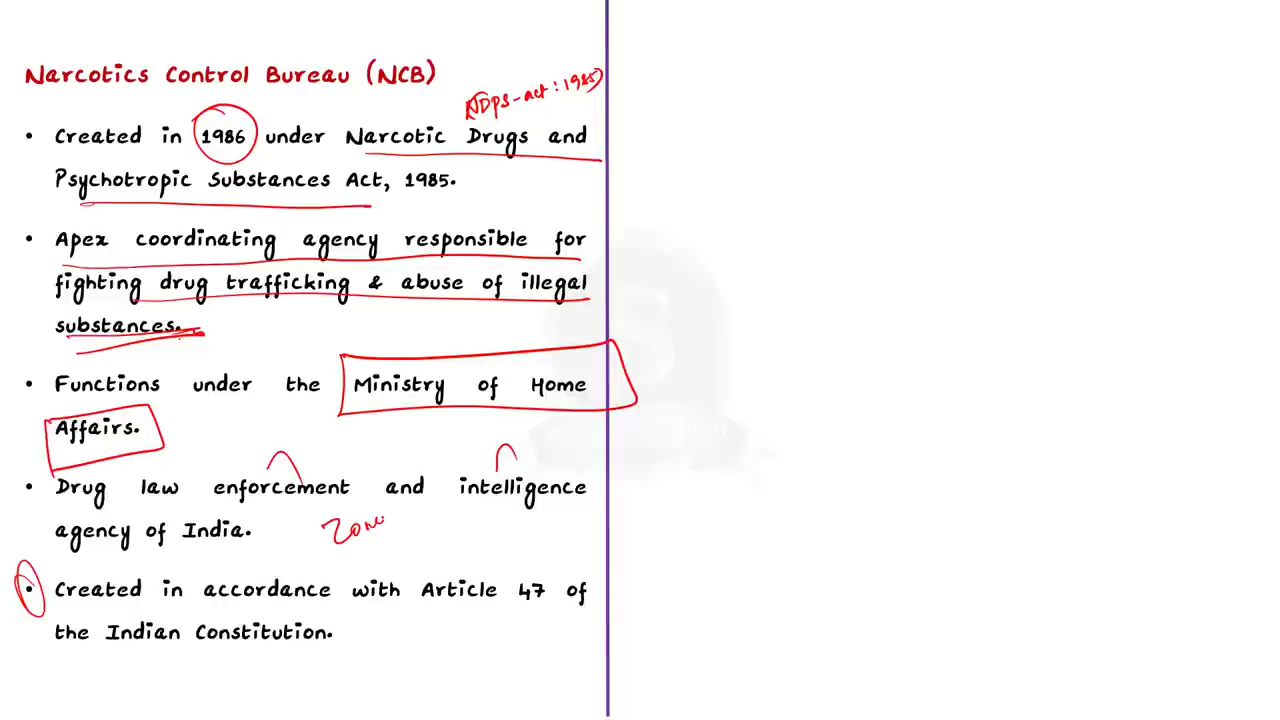 Narcotics Control Bureau (NCB)
NDPS-act:1985)
• Created in 1986 under Narcotic Drugs and
Psychotropic Substances Act, 1985.
• Apex coordinating agency responsible for
fighting drug trafficking & abuse of illegal
substances.
• Functions under the Ministry of Home
Affairs.
• Drug law enforcement and intelligence
agency of India.
• Created in accordance with Article 47 of
the Indian Constitution.